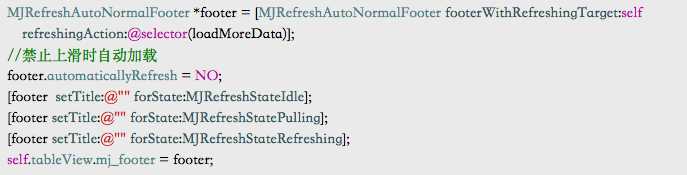 MJRefreshAutoNormalFooter *footer = [MJRefreshAutoNormalFooter footerWithRefreshingTarget:self
refreshingAction:@selector(loadMoreData)];
//禁止上滑时自动加载
footer.automaticallyRefresh = NO;
[footer  setTitle:@"" forState:MJRefreshStateIdle];
[footer setTitle:@"" forState:MJRefreshStatePulling];
[footer setTitle:@"" forState:MJRefreshStateRefreshing];
self.tableView.mj_footer = footer;